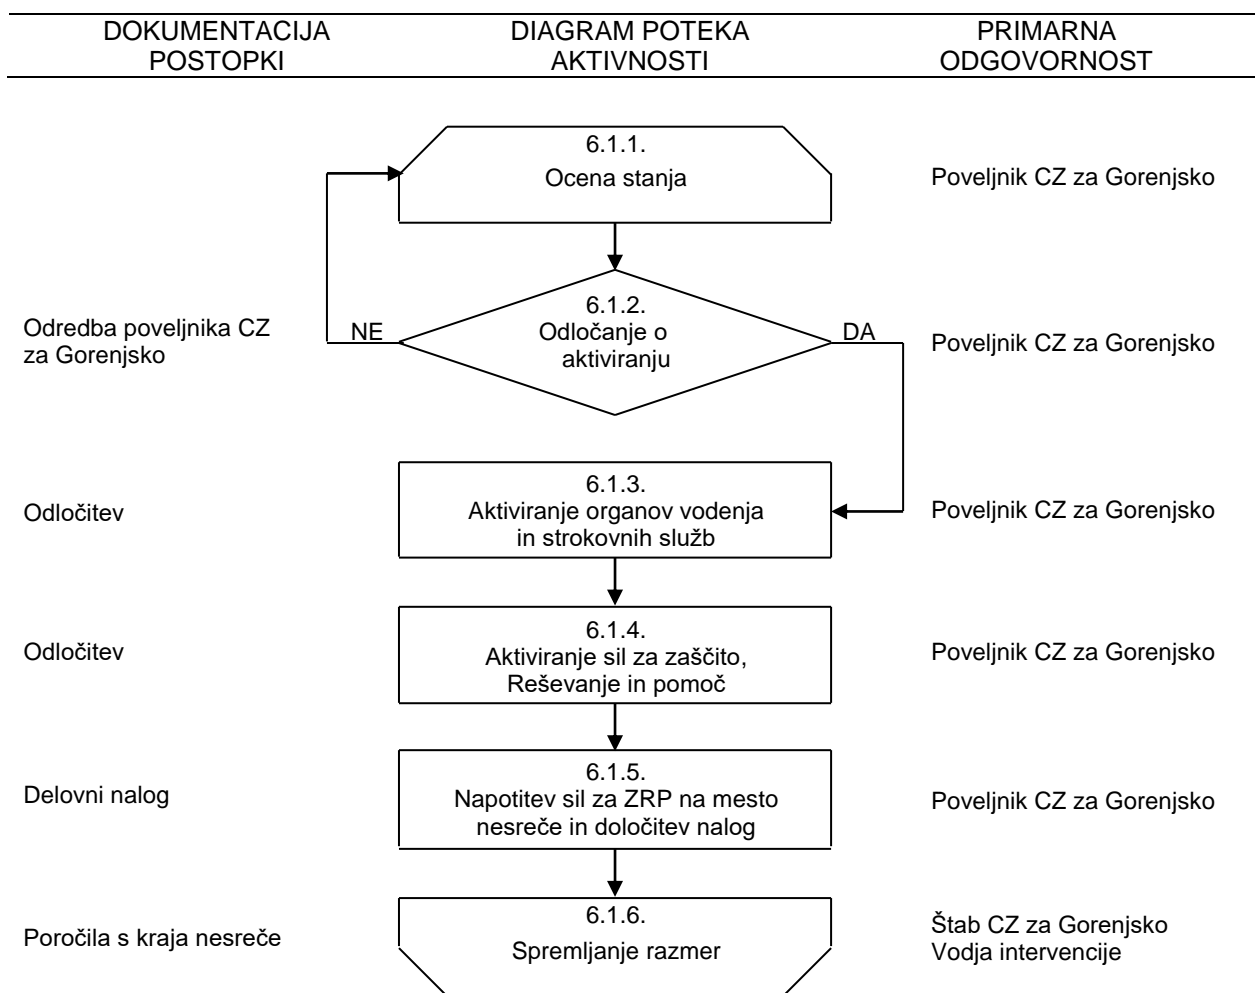 DOKUMENTACIJA
POSTOPKI
DIAGRAM POTEKA
AKTIVNOSTI
PRIMARNA
ODGOVORNOST
6.1.1.
Ocena stanja
Poveljnik CZ za Gorenjsko
Odredba poveljnika CZ
za Gorenjsko
NE
6.1.2.
Odločanje o
aktiviranju
DA
Poveljnik CZ za Gorenjsko
Odločitev
6.1.3.
Aktiviranje organov vodenja
in strokovnih služb
Poveljnik CZ za Gorenjsko
Odločitev
6.1.4.
Aktiviranje sil za zaščito,
Reševanje in pomoč
Poveljnik CZ za Gorenjsko
Delovni nalog
6.1.5.
Napotitev sil za ZRP na mesto
nesreče in določitev nalog
Poveljnik CZ za Gorenjsko
Poročila s kraja nesreče
6.1.6.
Spremljanje razmer
Štab CZ za Gorenjsko
Vodja intervencije